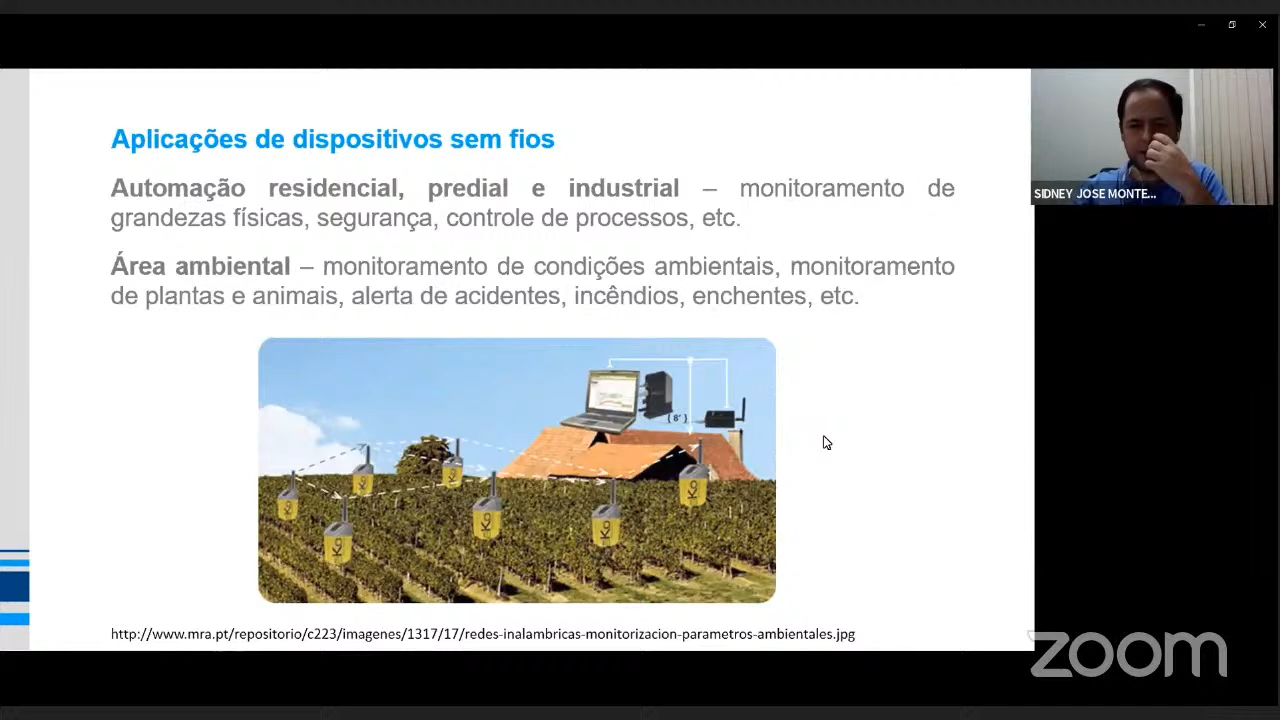 Aplicações de dispositivos sem fios
Automação residencial, predial e industrial – monitoramento de
grandezas físicas, segurança, controle de processos, etc.
Área ambiental – monitoramento de condições ambientais, monitoramento
de plantas e animais, alerta de acidentes, incêndios, enchentes, etc.
SIDNEY JOSE MONTE...
{ 8' }
http://www.mra.pt/repositorio/c223/imagenes/1317/17/redes-inalambricas-monitorizacion-parametros-ambientales.jpg
zoom